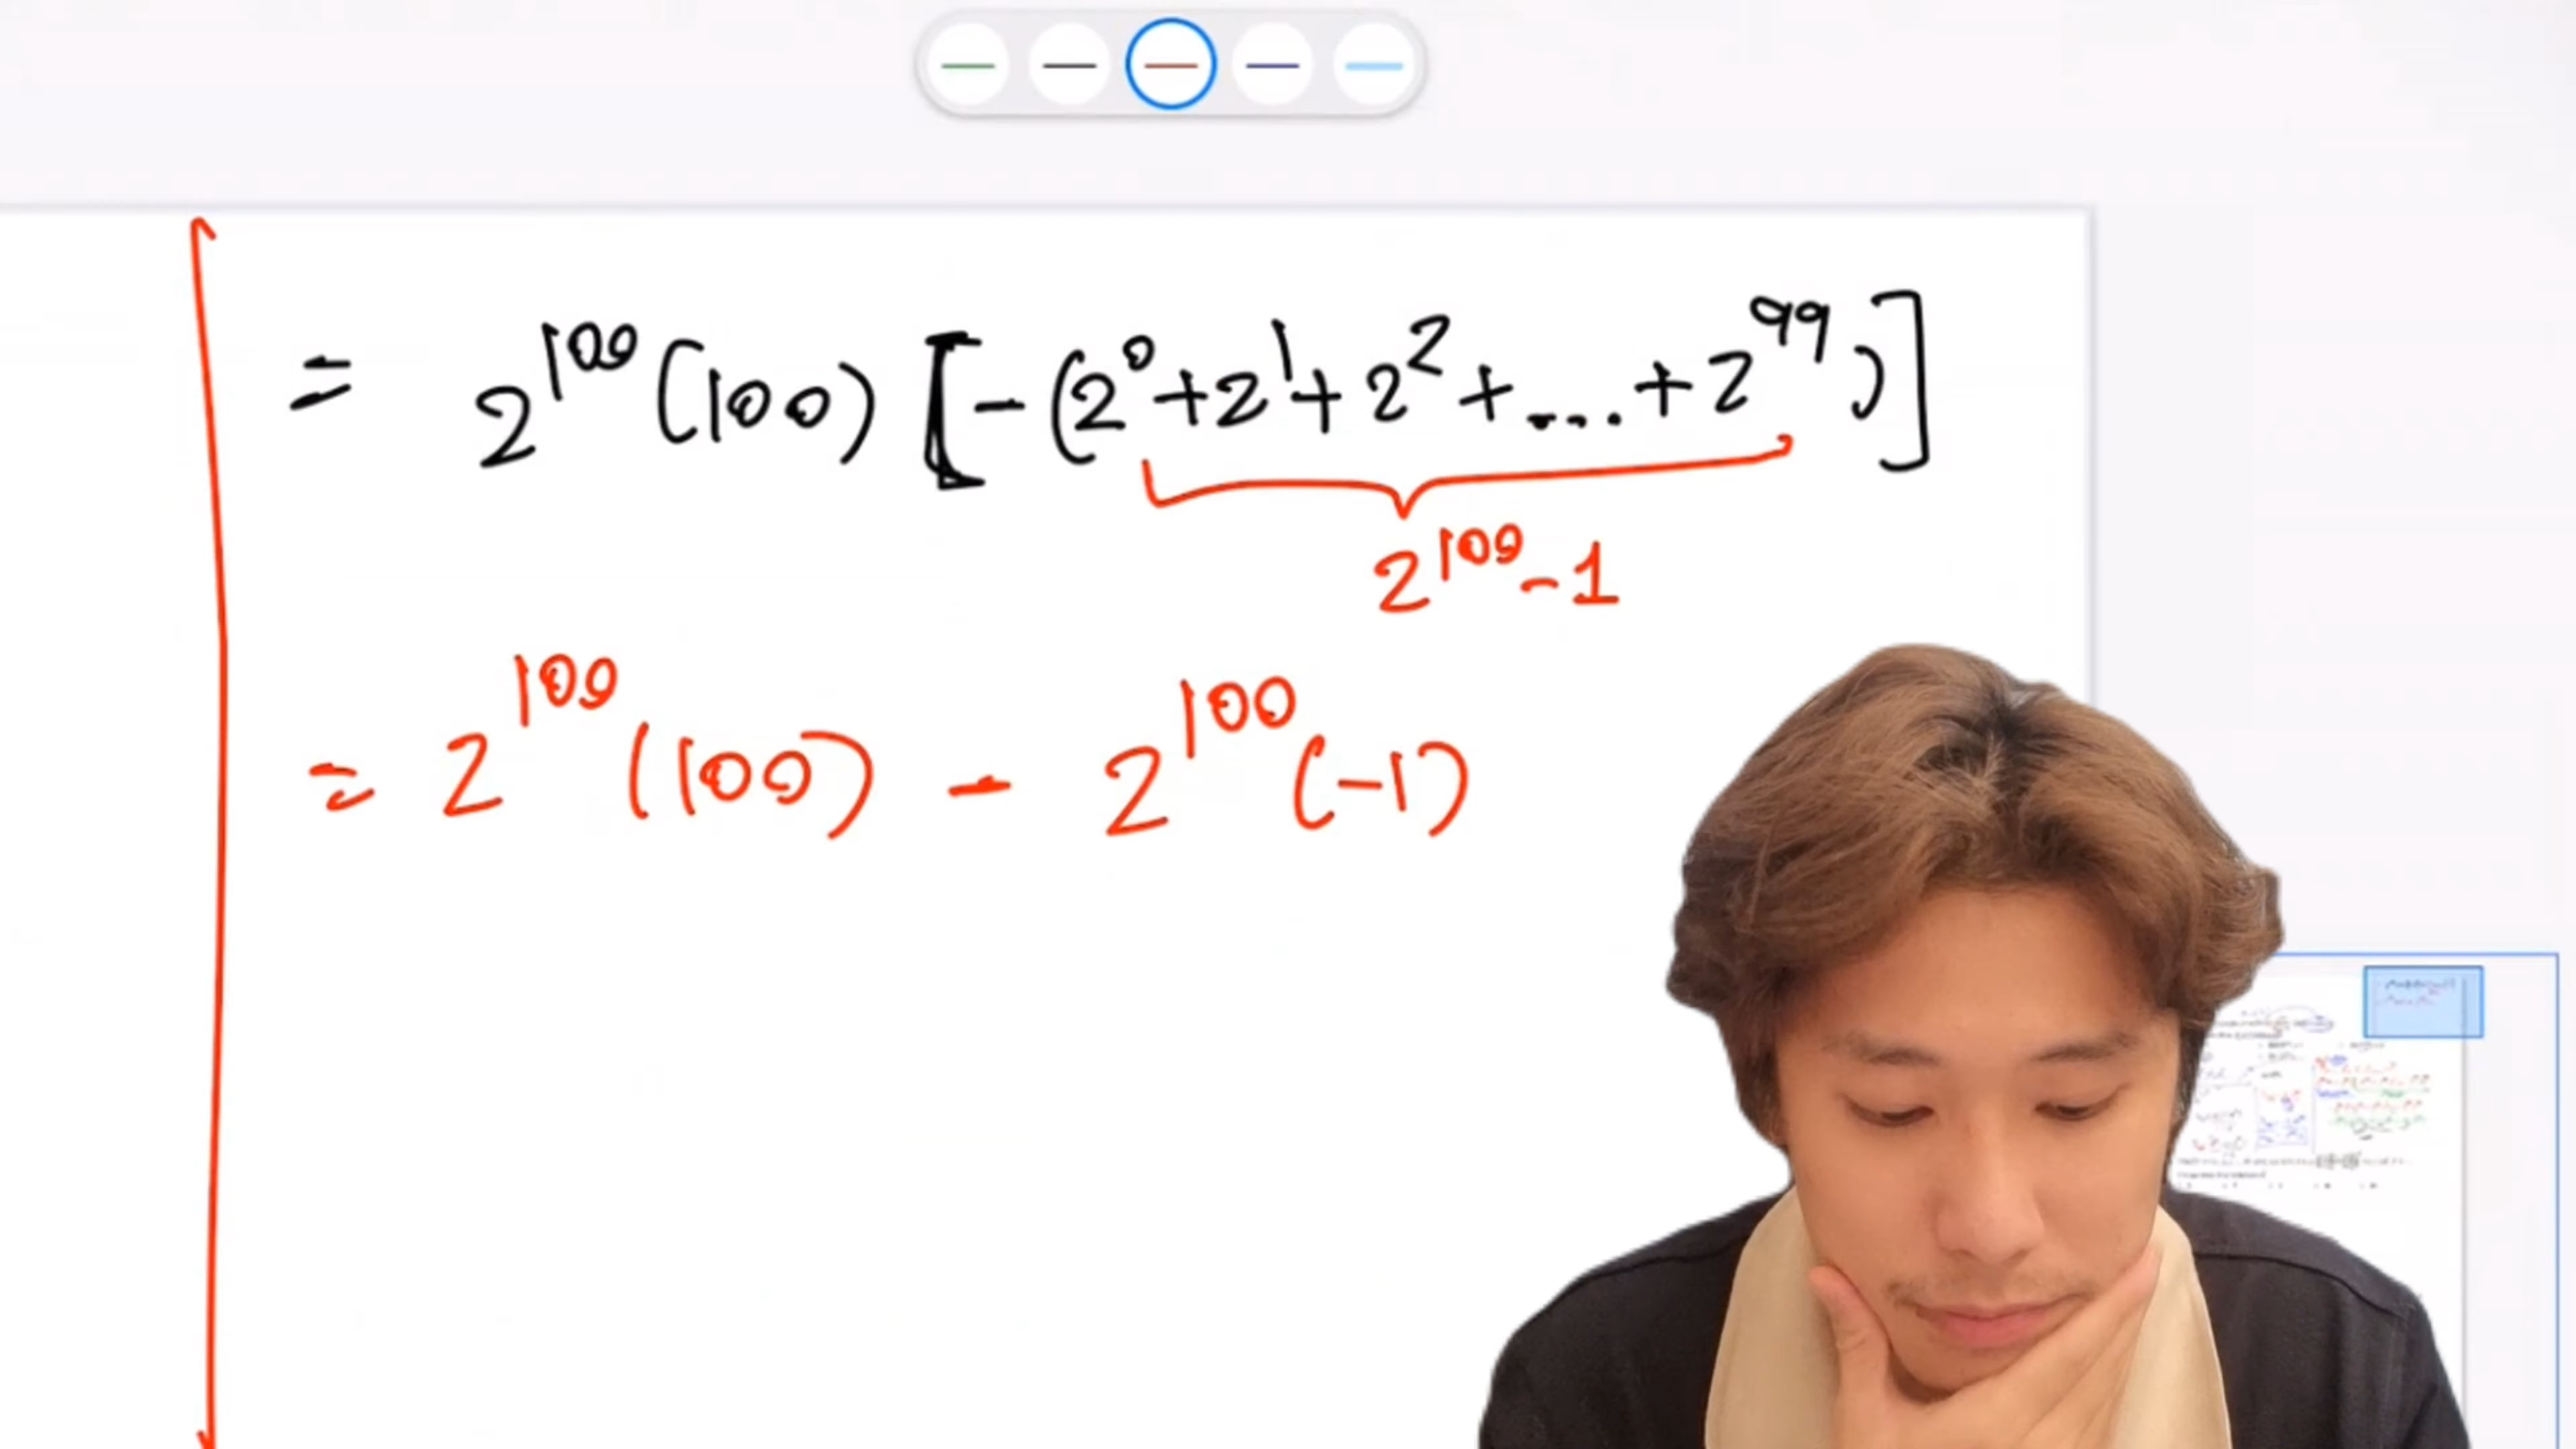 = 2^100 (100) [-(2^0+2^1+2^2+....+2^99)]
2^100-1
= 2^100 (100) - 2^100 (-1)